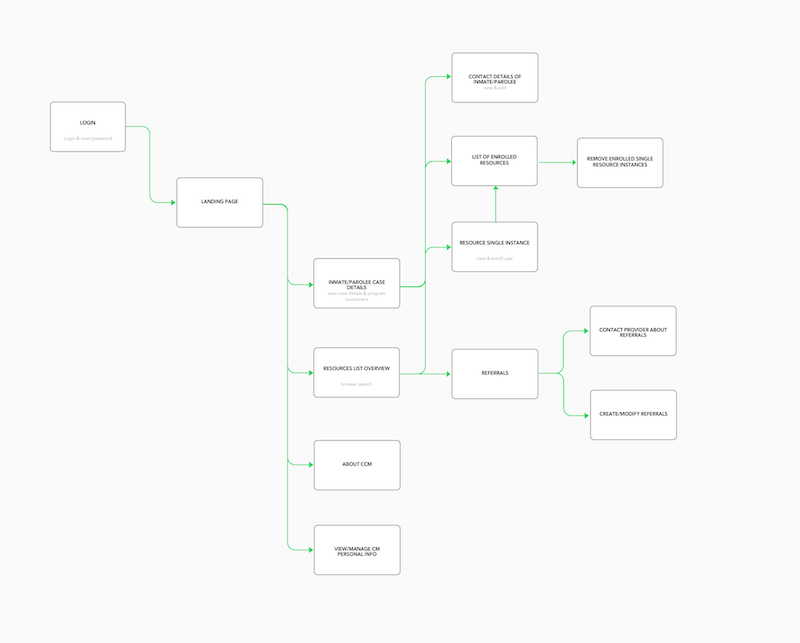 CONTACT DETAILS OF
INMATE/PAROLEE
view & edit
LOGIN
Login & reset password
LIST OF ENROLLED
RESOURCES
REMOVE ENROLLED SINGLE
RESOURCE INSTANCES
LANDING PAGE
RESOURCE SINGLE INSTANCE
view & enroll user
INMATE/PAROLEE CASE
DETAILS
view case details & program
enrollment
CONTACT PROVIDER ABOUT
REFERRALS
RESOURCES LIST OVERVIEW
browse, search
REFERRALS
CREATE/MODIFY REFERRALS
ABOUT CCM
VIEW/MANAGE CM
PERSONAL INFO